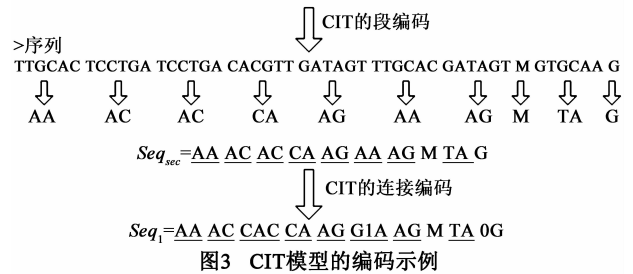 CIT的段编码
>序列
TTGCAC TCCTGA TCCTGA CACGTT GATAGT TTGCAC GATAGT M GTGCAA G
AA AC AC CA AG AA AG M TA G
Seqsec=AA AC AC CA AG AA AG M TA G
CIT的连接编码
Seq1=AA AC CAC CA AG G1A AG M TA 0G
图3 CIT模型的编码示例